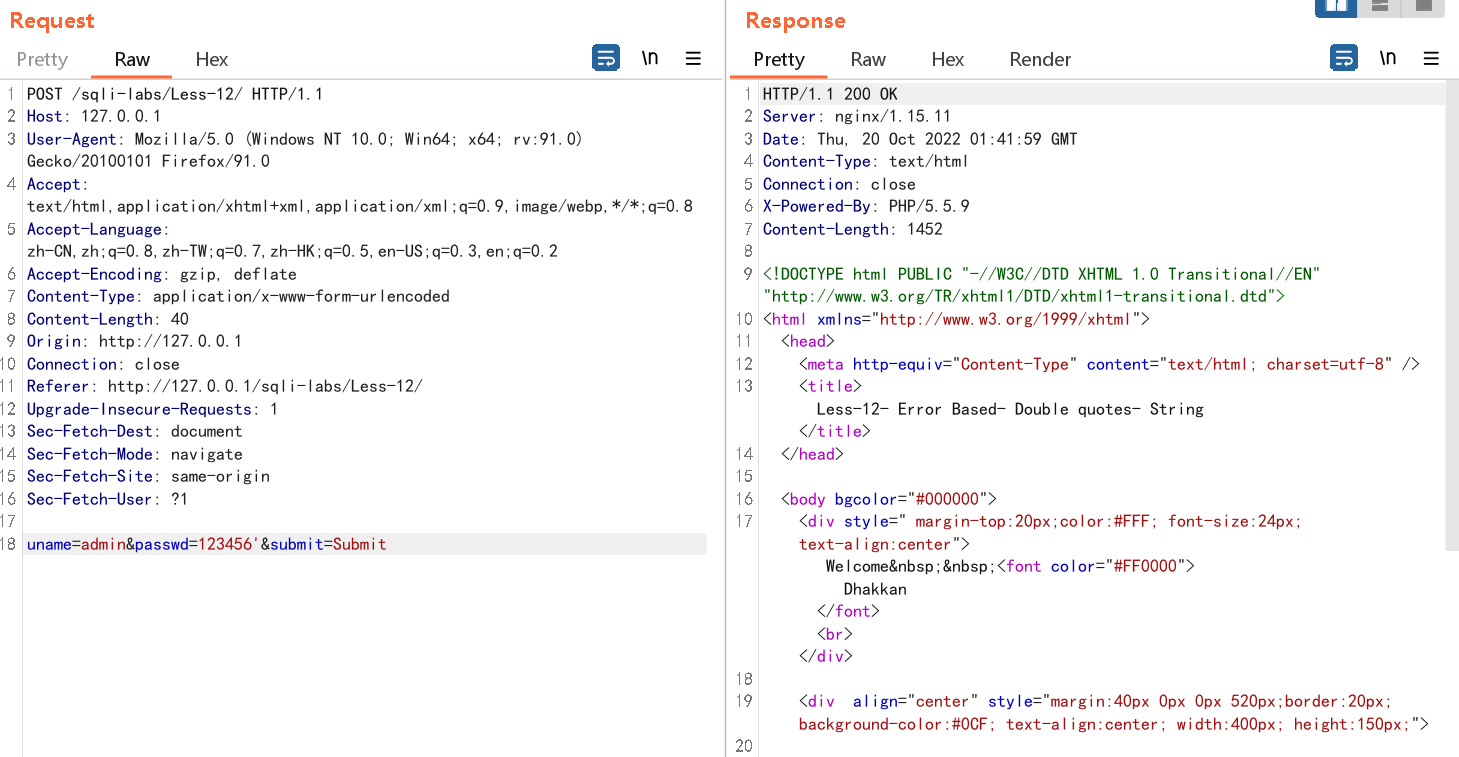 Request
Pretty Raw Hex \n
1 POST /sqli-labs/Less-12/ HTTP/1.1
2 Host: 127.0.0.1
3 User-Agent: Mozilla/5.0 (Windows NT 10.0; Win64; x64; rv:91.0)
Gecko/20100101 Firefox/91.0
4 Accept:
text/html,application/xhtml+xml,application/xml;q=0.9,image/webp,*/*;q=0.8
5 Accept-Language:
zh-CN,zh;q=0.8,zh-TW;q=0.7,zh-HK;q=0.5,en-US;q=0.3,en;q=0.2
6 Accept-Encoding: gzip, deflate
7 Content-Type: application/x-www-form-urlencoded
8 Content-Length: 40
9 Origin: http://127.0.0.1
10 Connection: close
11 Referer: http://127.0.0.1/sqli-labs/Less-12/
12 Upgrade-Insecure-Requests: 1
13 Sec-Fetch-Dest: document
14 Sec-Fetch-Mode: navigate
15 Sec-Fetch-Site: same-origin
16 Sec-Fetch-User: ?1
17
18 uname=admin&passwd=123456'&submit=Submit
Response
Pretty Raw Hex Render \n
1 HTTP/1.1 200 OK
2 Server: nginx/1.15.11
3 Date: Thu, 20 Oct 2022 01:41:59 GMT
4 Content-Type: text/html
5 Connection: close
6 X-Powered-By: PHP/5.5.9
7 Content-Length: 1452
8
9 <!DOCTYPE html PUBLIC "-//W3C//DTD XHTML 1.0 Transitional//EN"
"http://www.w3.org/TR/xhtml1/DTD/xhtml1-transitional.dtd">
10 <html xmlns="http://www.w3.org/1999/xhtml">
11 <head>
12 <meta http-equiv="Content-Type" content="text/html; charset=utf-8" />
13 <title>
Less-12- Error Based- Double quotes- String
</title>
14 </head>
15
16 <body bgcolor="#000000">
17 <div style=" margin-top:20px;color:#FFF; font-size:24px;
text-align:center">
Welcome&nbsp;&nbsp;<font color="#FF0000">
Dhakkan
</font>
<br>
</div>
18
19 <div  align="center" style="margin:40px 0px 0px 520px;border:20px;
background-color:#0CF; text-align:center; width:400px; height:150px;">
20